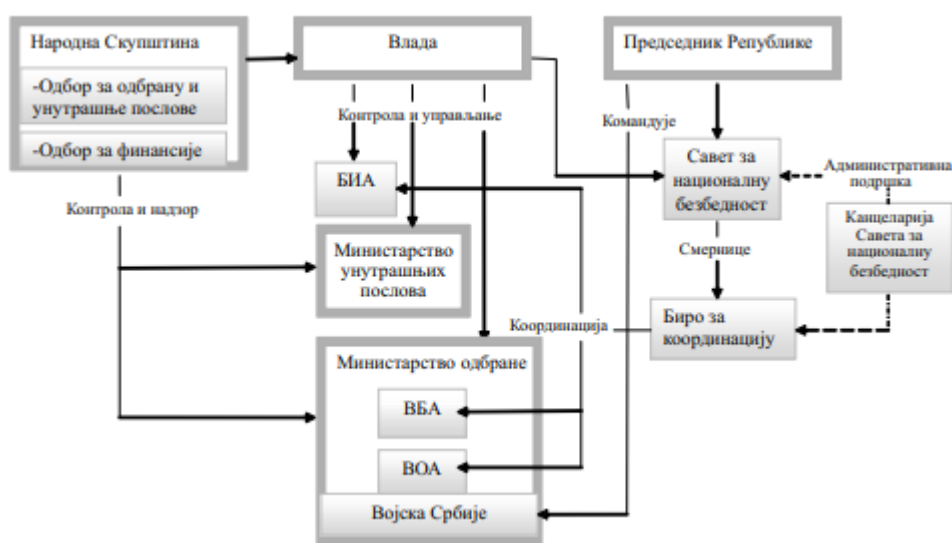 Народна Скупштина
-Одбор за одбрану и
унутрашње послове
-Одбор за финансије
Влада
Председник Републике
Контрола и управљање
Командује
БИА
Савет за
националну
безбедност
Административна
подршка
Контрола и надзор
Канцеларија
Савета за
националну
безбедност
Министарство
унутрашњих
послова
Смернице
Координација
Биро за
координацију
Министарство одбране
ВБА
ВОА
Војска Србије